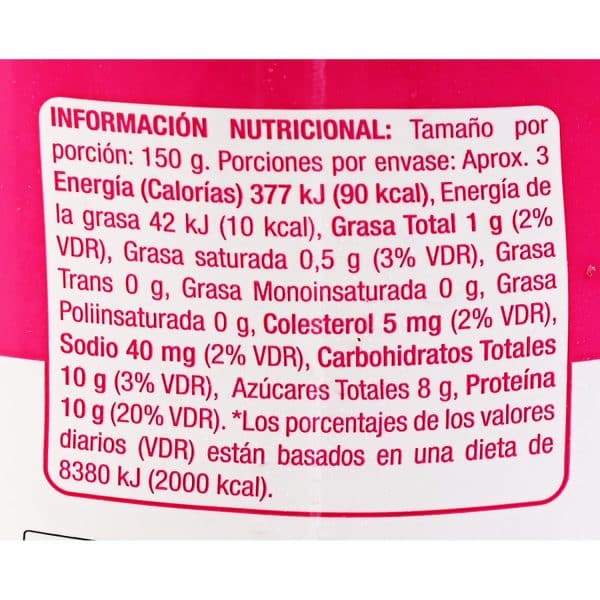 INFORMACIÓN NUTRICIONAL: Tamaño por
porción: 150 g. Porciones por envase: Aprox. 3
Energía (Calorías) 377 kJ (90 kcal), Energía de
la grasa 42 kJ (10 kcal), Grasa Total 1 g (2%
VDR), Grasa saturada 0,5 g (3% VDR), Grasa
Trans 0 g, Grasa Monoinsaturada 0 g, Grasa
Poliinsaturada 0 g, Colesterol 5 mg (2% VDR),
Sodio 40 mg (2% VDR), Carbohidratos Totales
10 g (3% VDR), Azúcares Totales 8 g, Proteína
10 g (20% VDR). *Los porcentajes de los valores
diarios (VDR) están basados en una dieta de
8380 kJ (2000 kcal).